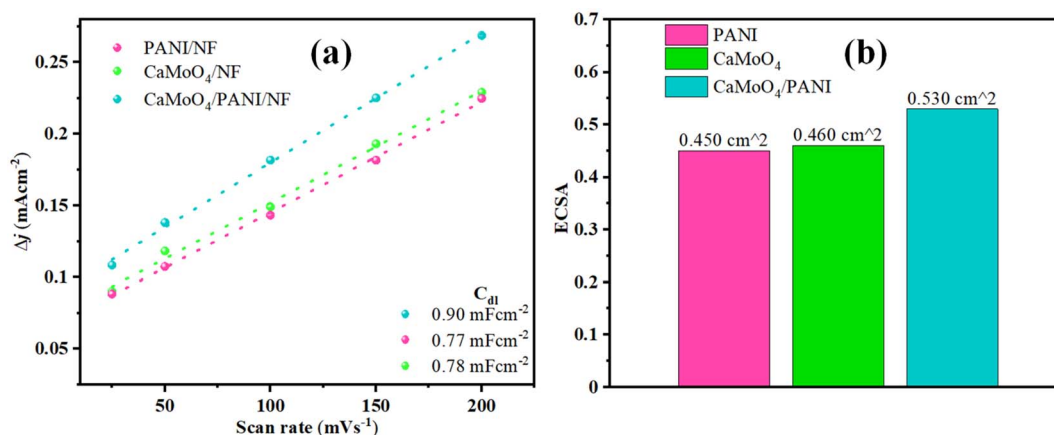 (a)
PANI/NF
CaMoO₄/NF
CaMoO₄/PANI/NF
0.25
0.2
0.15
0.1
0.05
Δj (mAcm⁻²)
C_dl
0.90 mFcm⁻²
0.77 mFcm⁻²
0.78 mFcm⁻²
50 100 150 200
Scan rate (mVs⁻¹)
(b)
PANI
CaMoO₄
CaMoO₄/PANI
0.7
0.6
0.5
0.4
0.3
0.2
0.1
0
ECSA
0.450 cm^2
0.460 cm^2
0.530 cm^2